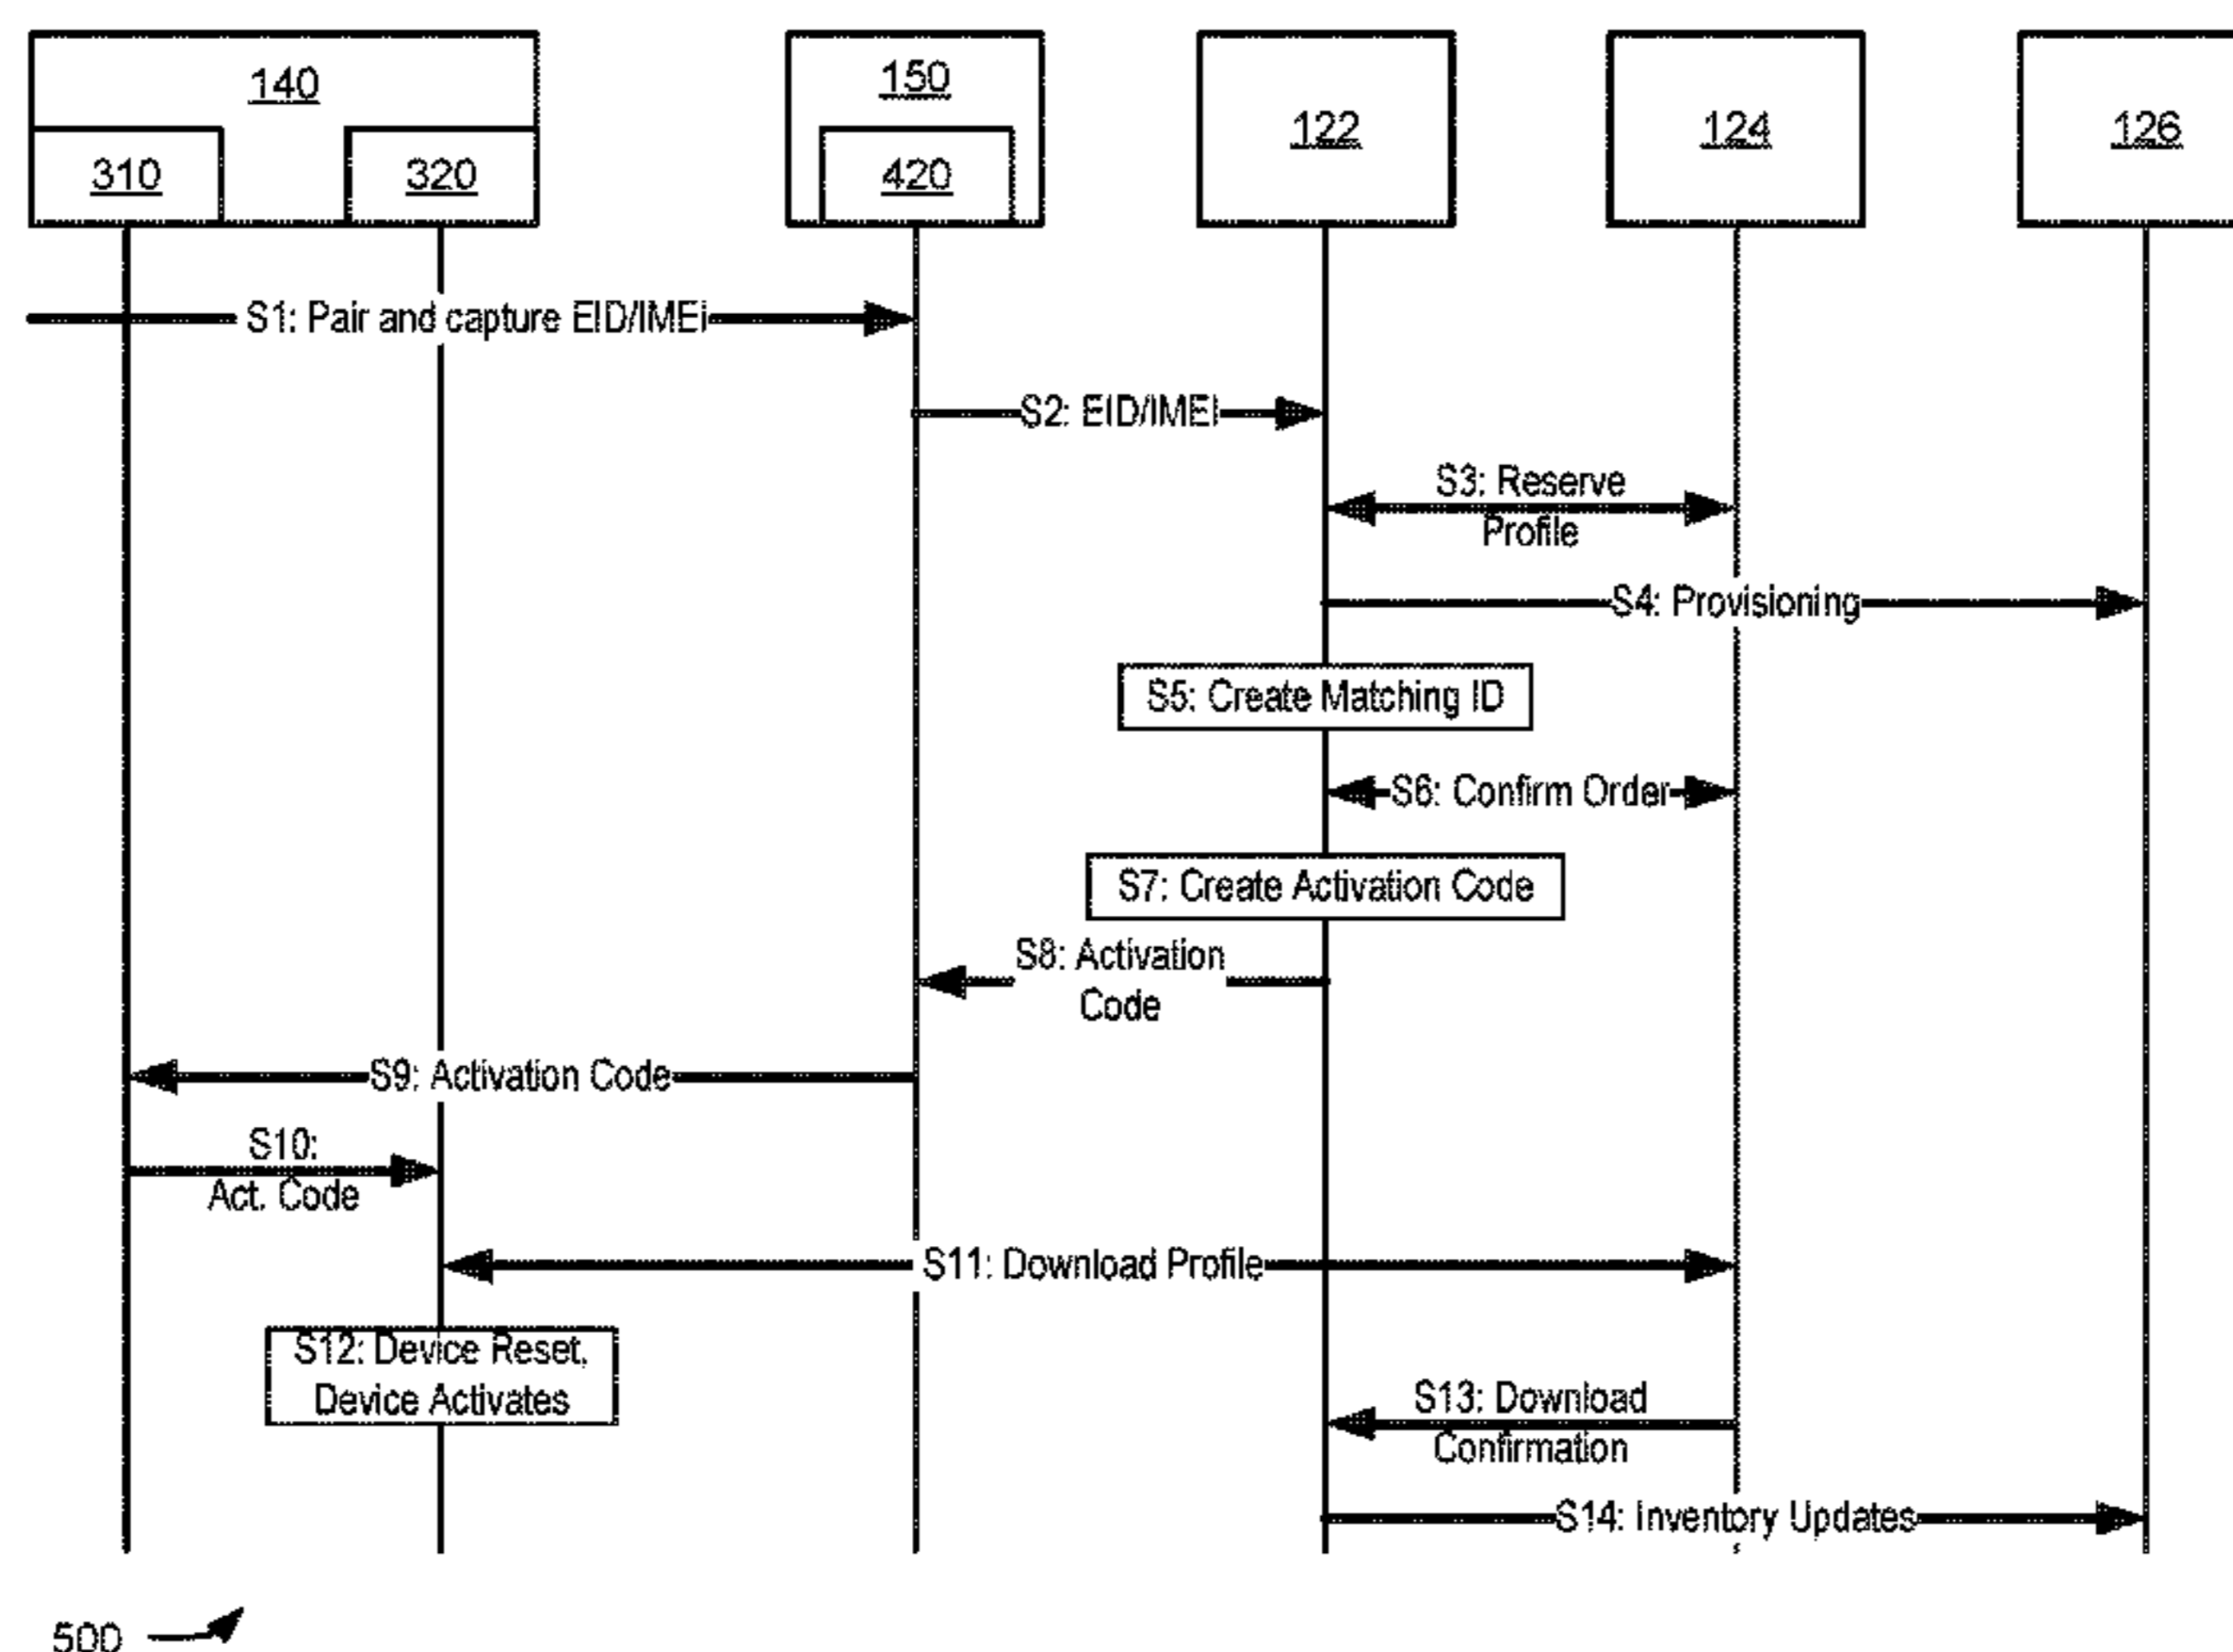 140
150
122
124
126
310
320
420
S1: Pair and capture EID/IMEI
S2: EID/IMEI
S3: Reserve
Profile
S4: Provisioning
S5: Create Matching ID
S6: Confirm Order
S7: Create Activation Code
S8: Activation
Code
S9: Activation Code
S10:
Act. Code
S11: Download Profile
S12: Device Reset,
Device Activates
S13: Download
Confirmation
S14: Inventory Updates
500